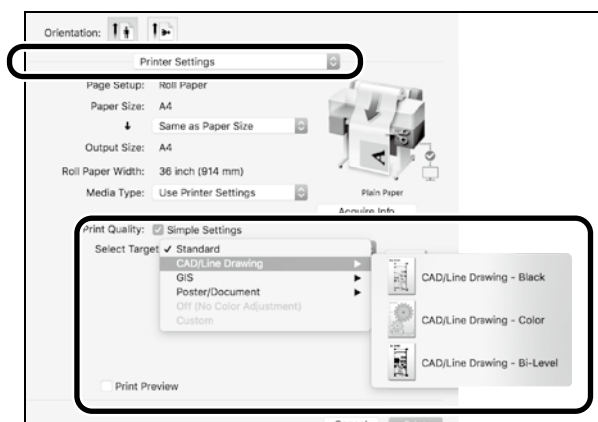 Orientation:
Printer Settings
Page Setup: Roll Paper
Paper Size: A4
Same as Paper Size
Output Size: A4
Roll Paper Width: 36 inch (914 mm)
Media Type: Use Printer Settings
Plain Paper
Acquire Info
Print Quality: Simple Settings
Select Target Standard
CAD/Line Drawing
GIS
Poster/Document
Off (No Color Adjustment)
Custom
CAD/Line Drawing - Black
CAD/Line Drawing - Color
CAD/Line Drawing - Bi-Level
Print Preview